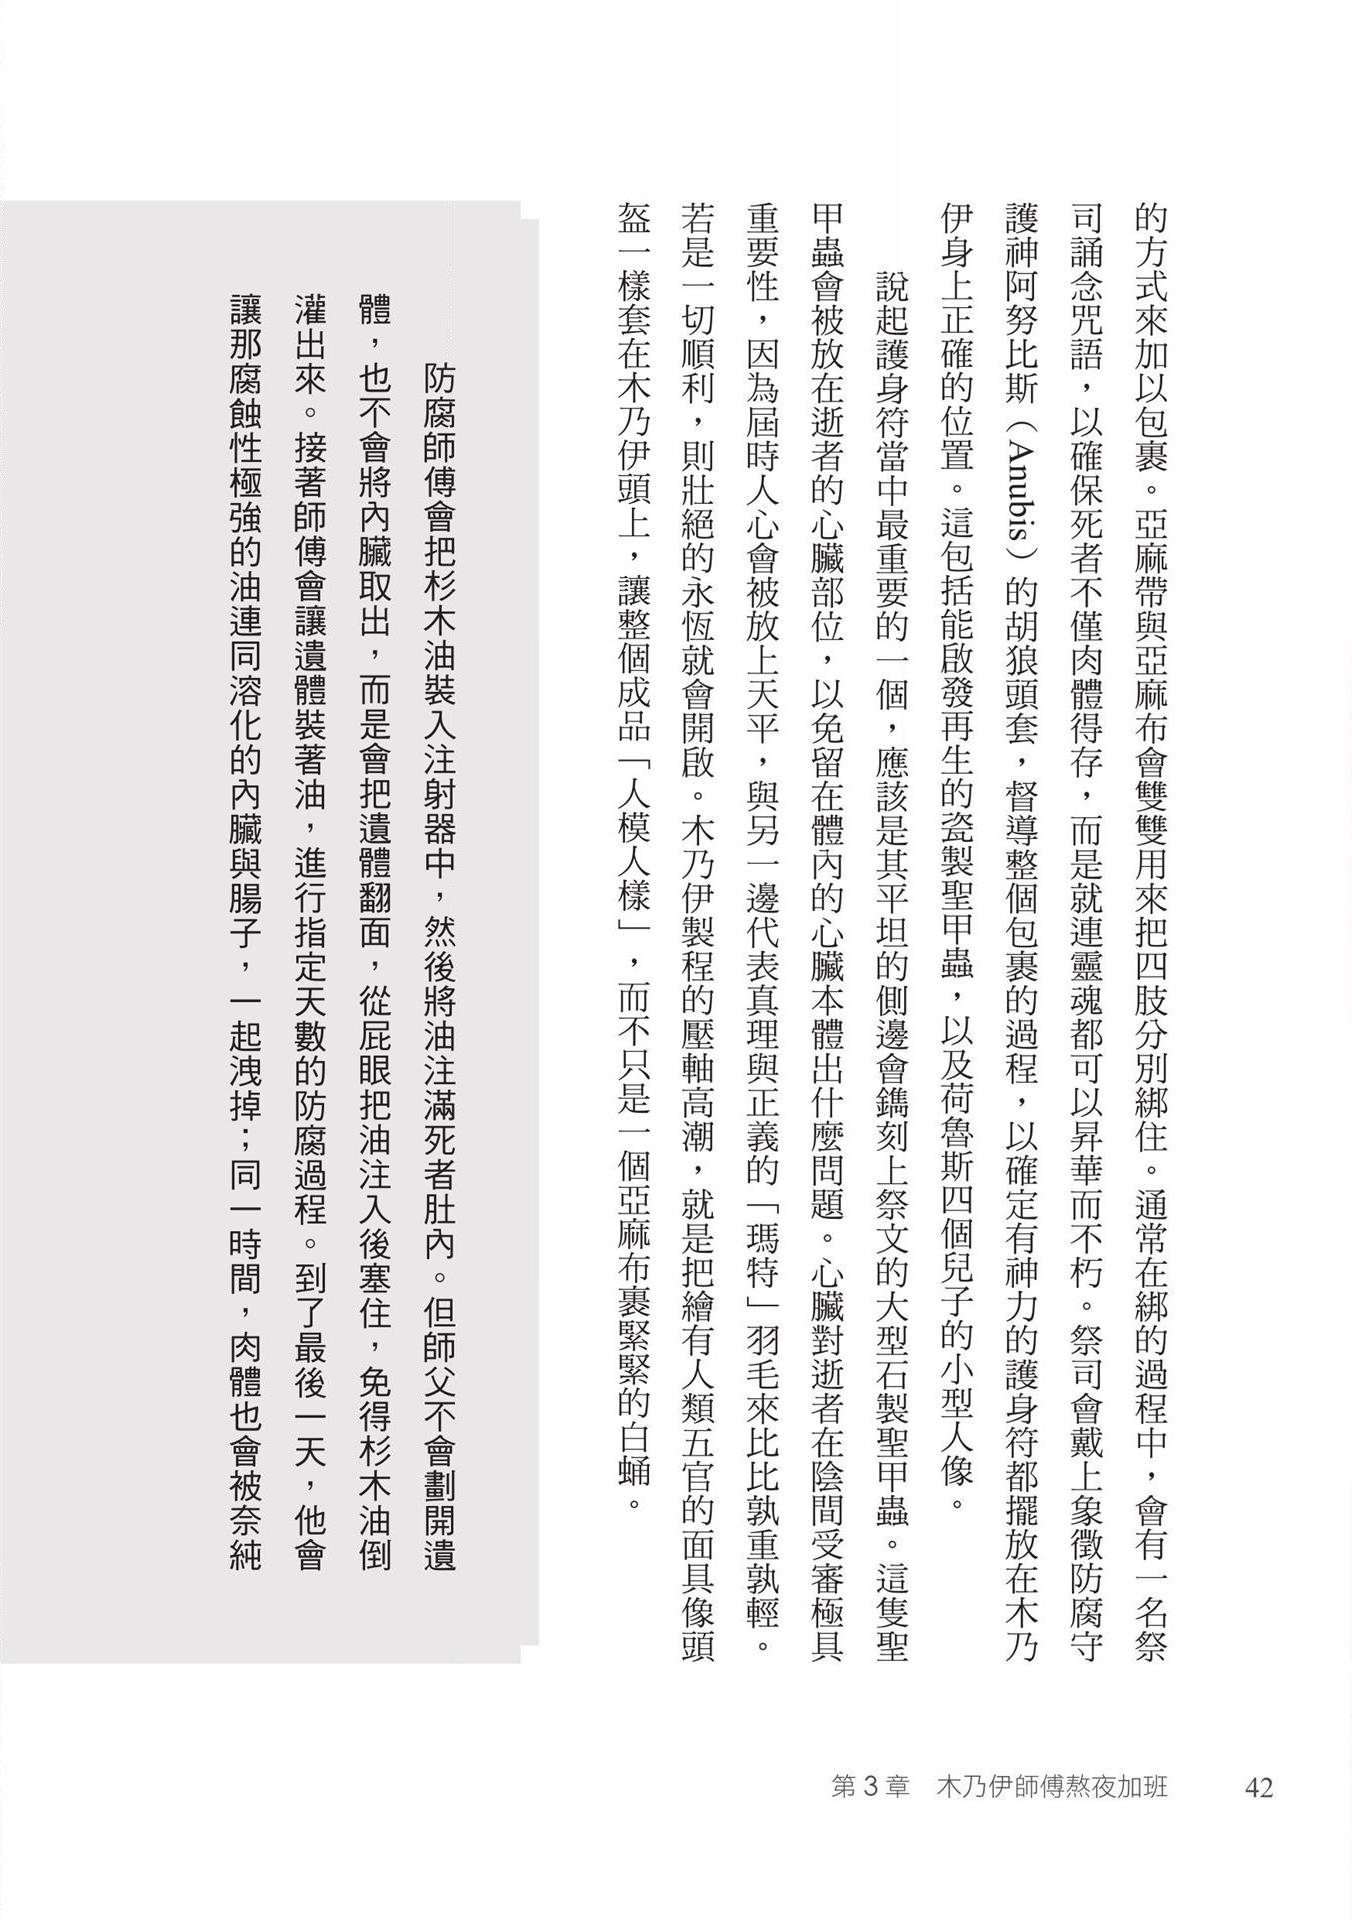 的方式來加以包裹。亞麻帶與亞麻布會雙雙用來把四肢分別綁住。通常在綁的過程中，會有一名祭
司誦念咒語，以確保死者不僅肉體得存，而是就連靈魂都可以昇華而不朽。祭司會戴上象徵防腐守
護神阿努比斯（Anubis）的胡狼頭套，督導整個包裹的過程，以確定有神力的護身符都擺放在木乃
伊身上正確的位置。這包括能啟發再生的瓷製聖甲蟲，以及荷魯斯四個兒子的小型人像。
說起護身符當中最重要的一個，應該是其平坦的側邊會鐫刻上祭文的大型石製聖甲蟲。這隻聖
甲蟲會被放在逝者的心臟部位，以免留在體內的心臟本體出什麼問題。心臟對逝者在陰間受審極具
重要性，因為屆時人心會被放上天平，與另一邊代表真理與正義的「瑪特」羽毛來比比孰重孰輕。
若是一切順利，則壯絕的永恆就會開啟。木乃伊製程的壓軸高潮，就是把繪有人類五官的面具像頭
盔一樣套在木乃伊頭上，讓整個成品「人模人樣」，而不只是一個亞麻布裹緊緊的白蛹。
防腐師傅會把杉木油裝入注射器中，然後將油注滿死者肚內。但師父不會劃開遺
體，也不會將內臟取出，而是會把遺體翻面，從屁眼把油注入後塞住，免得杉木油倒
灌出來。接著師傅會讓遺體裝著油，進行指定天數的防腐過程。到了最後一天，他會
讓那腐蝕性極強的油連同溶化的內臟與腸子，一起洩掉；同一時間，肉體也會被奈純
第 3 章　木乃伊師傅熬夜加班
42